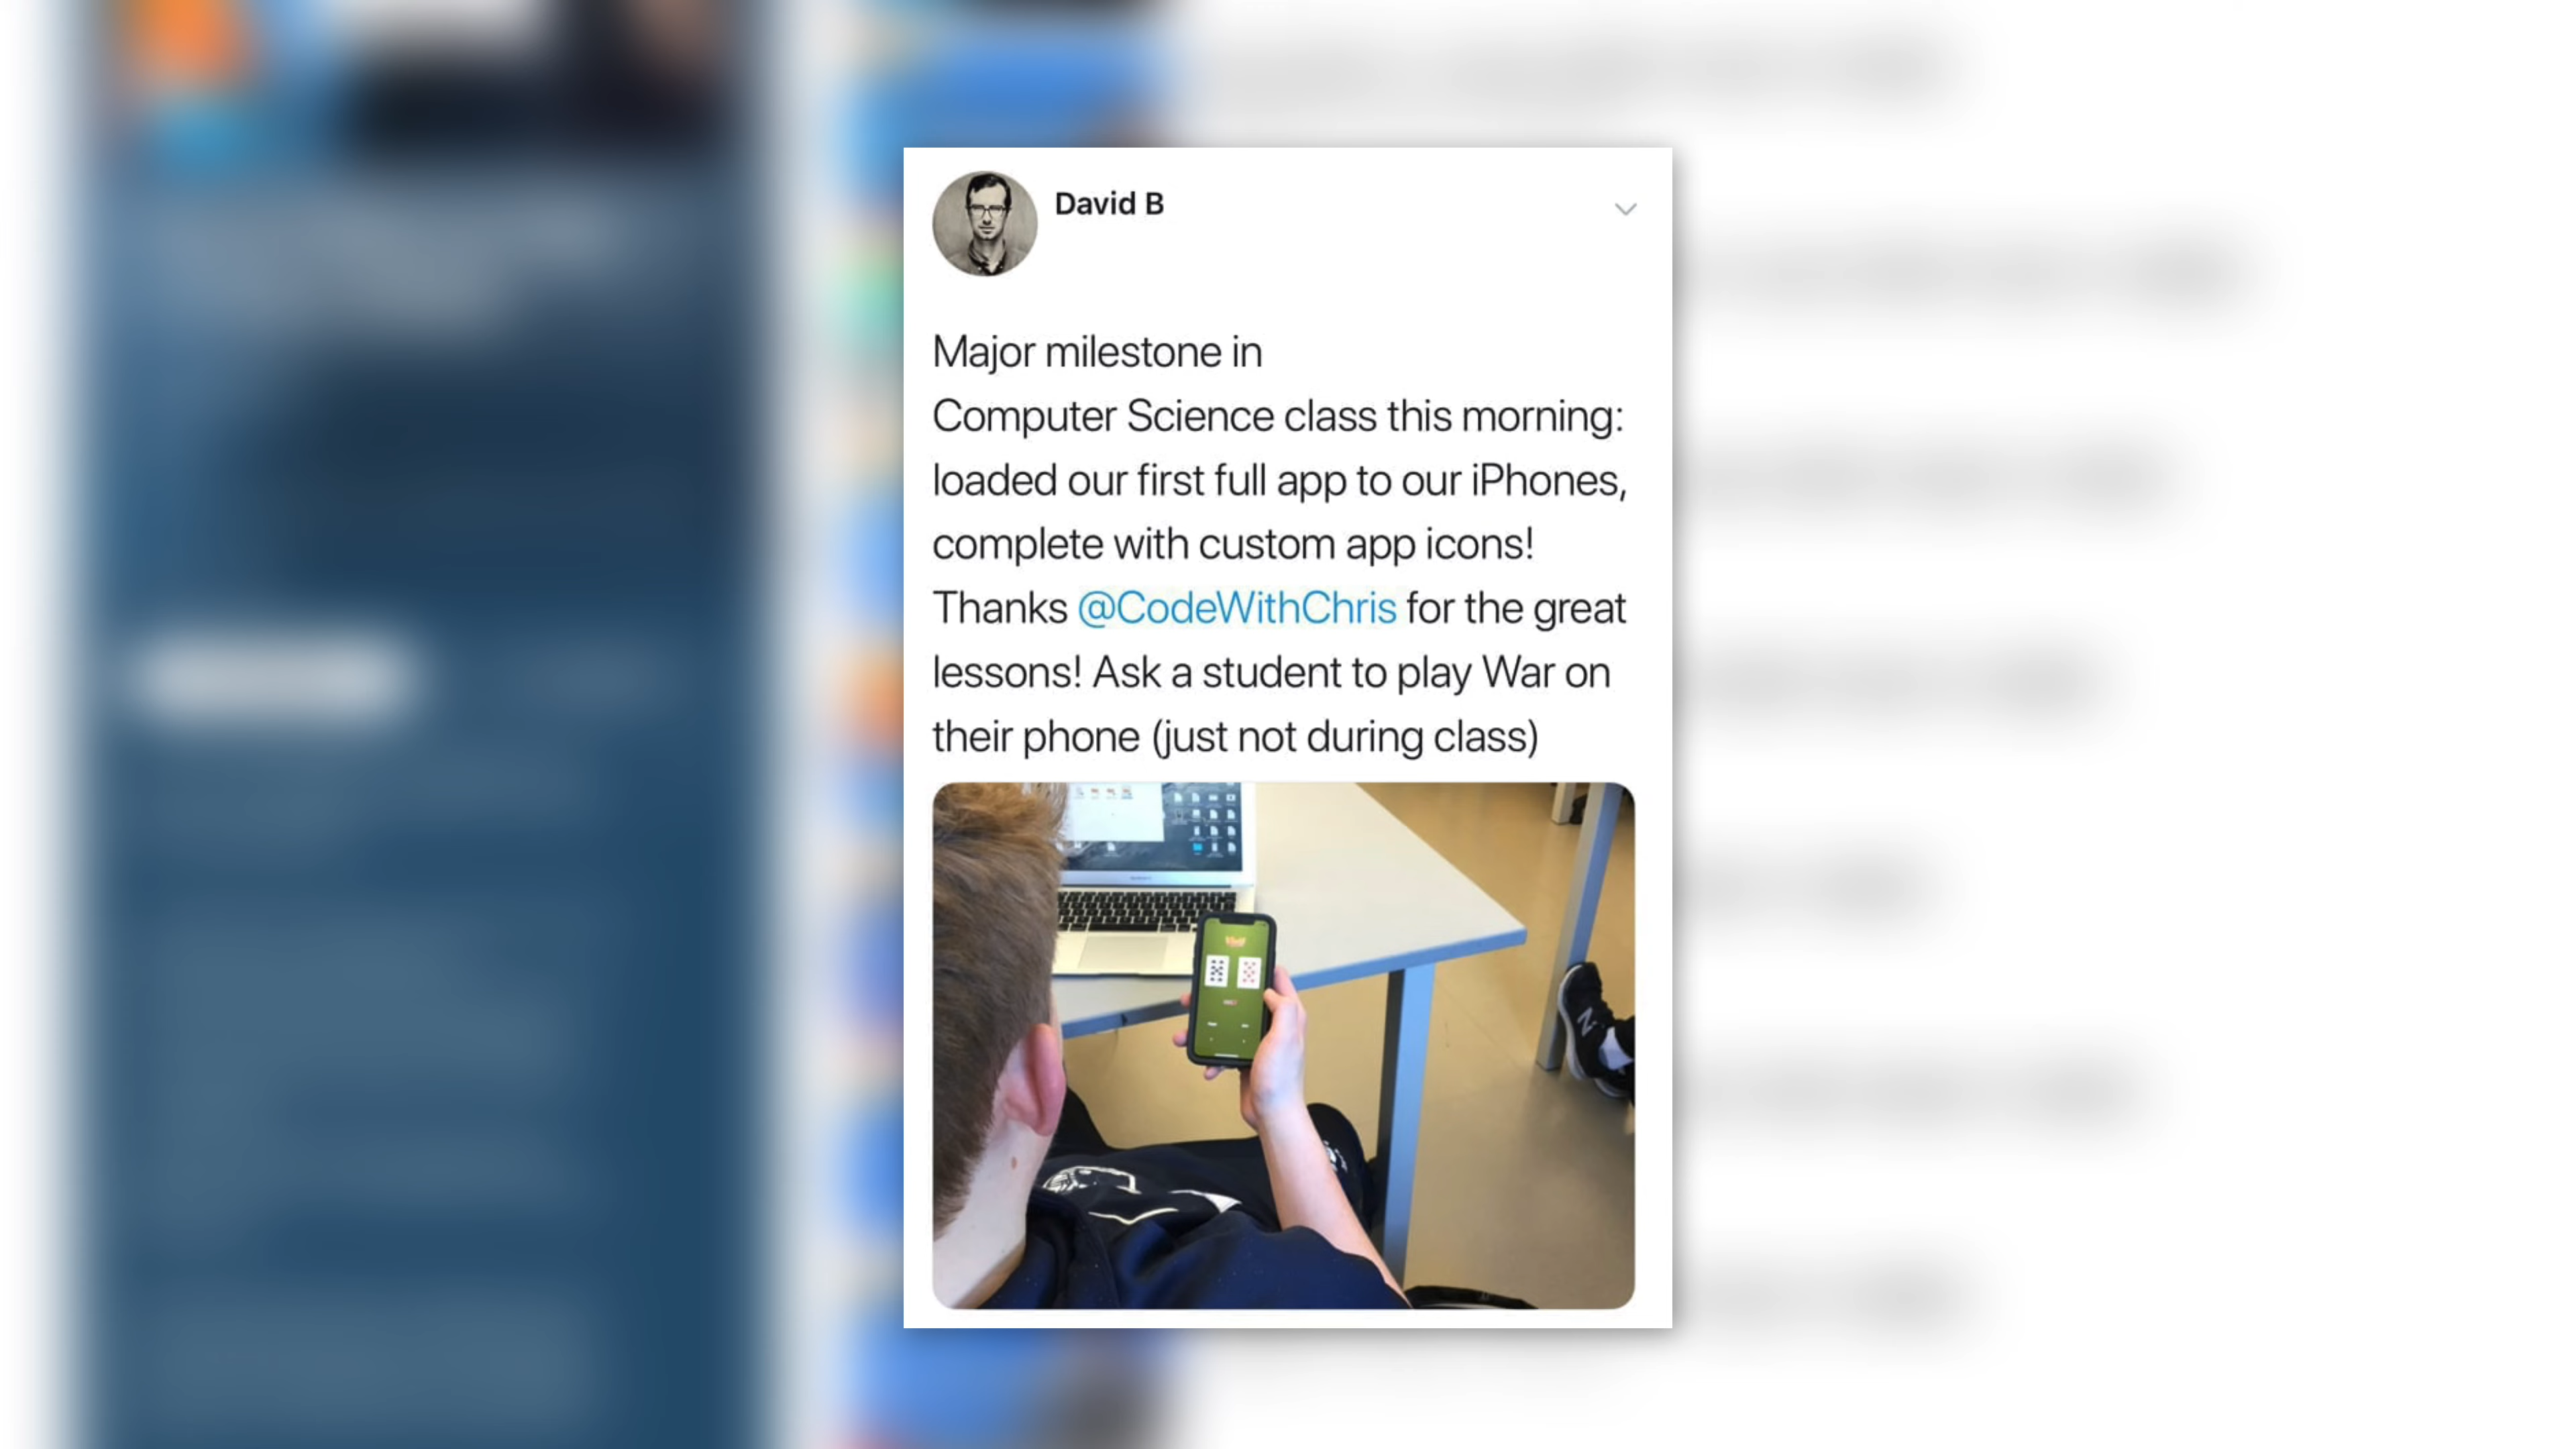 David B
Major milestone in
Computer Science class this morning:
loaded our first full app to our iPhones,
complete with custom app icons!
Thanks @CodeWithChris for the great
lessons! Ask a student to play War on
their phone (just not during class)